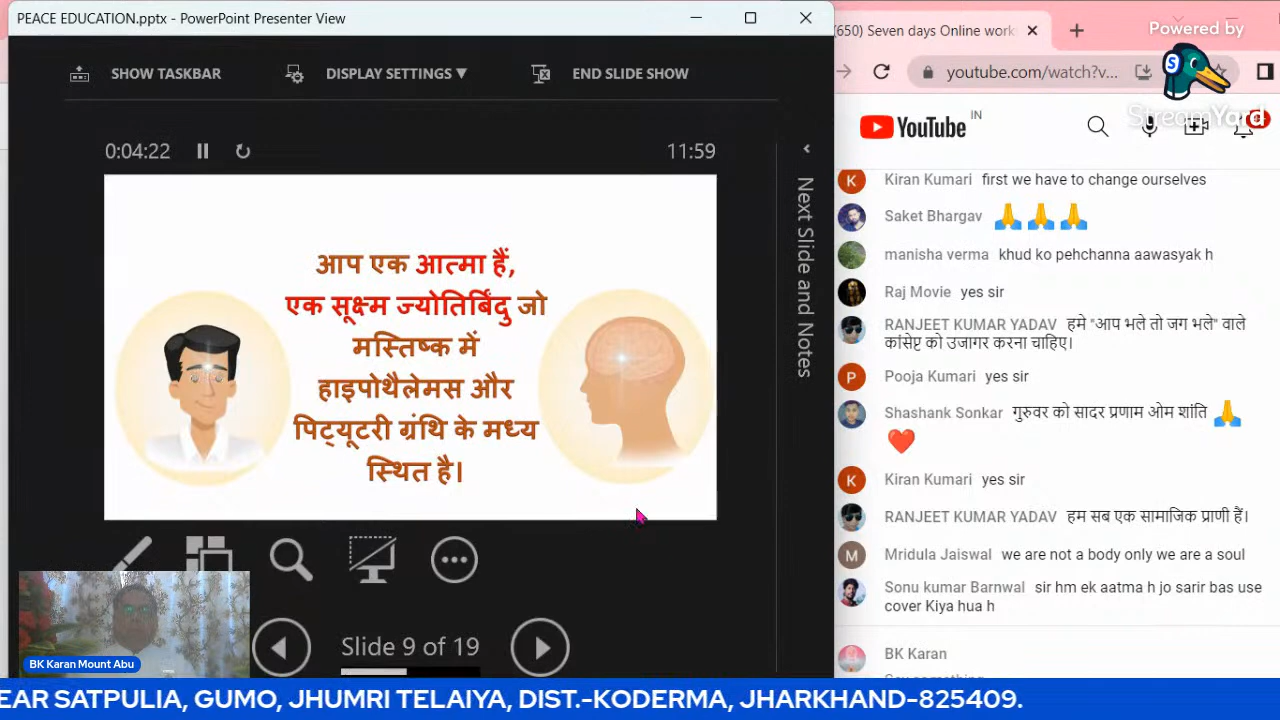 PEACE EDUCATION.pptx - PowerPoint Presenter View
SHOW TASKBAR
DISPLAY SETTINGS ▼
END SLIDE SHOW
0:04:22
11:59
आप एक आत्मा हैं,
एक सूक्ष्म ज्योतिर्बिंदु जो
मस्तिष्क में
हाइपोथैलेमस और
पिट्यूटरी ग्रंथि के मध्य
स्थित है।
Next Slide and Notes
Slide 9 of 19
BK Karan Mount Abu
(650) Seven days Online work
Powered by
StreamYard
youtube.com/watch?v...
YouTube
IN
Kiran Kumari first we have to change ourselves
Saket Bhargav 🙏🙏🙏
manisha verma khud ko pehchanna aawasyak h
Raj Movie yes sir
RANJEET KUMAR YADAV हमे "आप भले तो जग भले" वाले
कांसेप्ट को उजागर करना चाहिए।
Pooja Kumari yes sir
Shashank Sonkar गुरुवर को सादर प्रणाम ओम शांति 🙏
❤️
Kiran Kumari yes sir
RANJEET KUMAR YADAV हम सब एक सामाजिक प्राणी हैं।
Mridula Jaiswal we are not a body only we are a soul
Sonu kumar Barnwal sir hm ek aatma h jo sarir bas use
cover Kiya hua h
BK Karan
EAR SATPULIA, GUMO, JHUMRI TELAIYA, DIST.-KODERMA, JHARKHAND-825409.